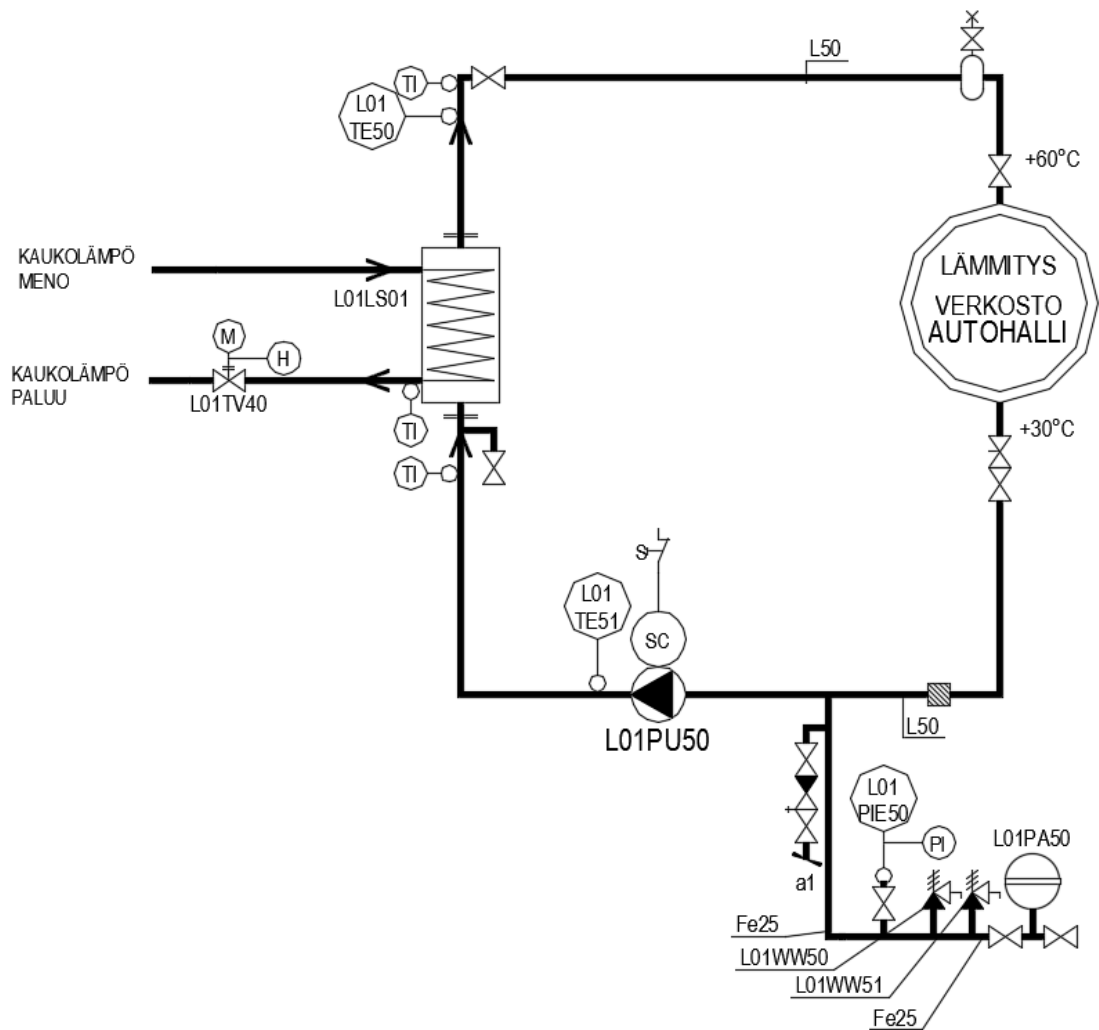 L50
TI
L01
TE50
+60°C
KAUKOLÄMPÖ
MENO
L01LS01
LÄMMITYS
VERKOSTO
AUTOHALLI
M
H
KAUKOLÄMPÖ
PALUU
L01TV40
TI
+30°C
TI
L
S
L01
TE51
SC
L01PU50
L50
L01
PIE50
PI
L01PA50
a1
Fe25
L01WW50
L01WW51
Fe25